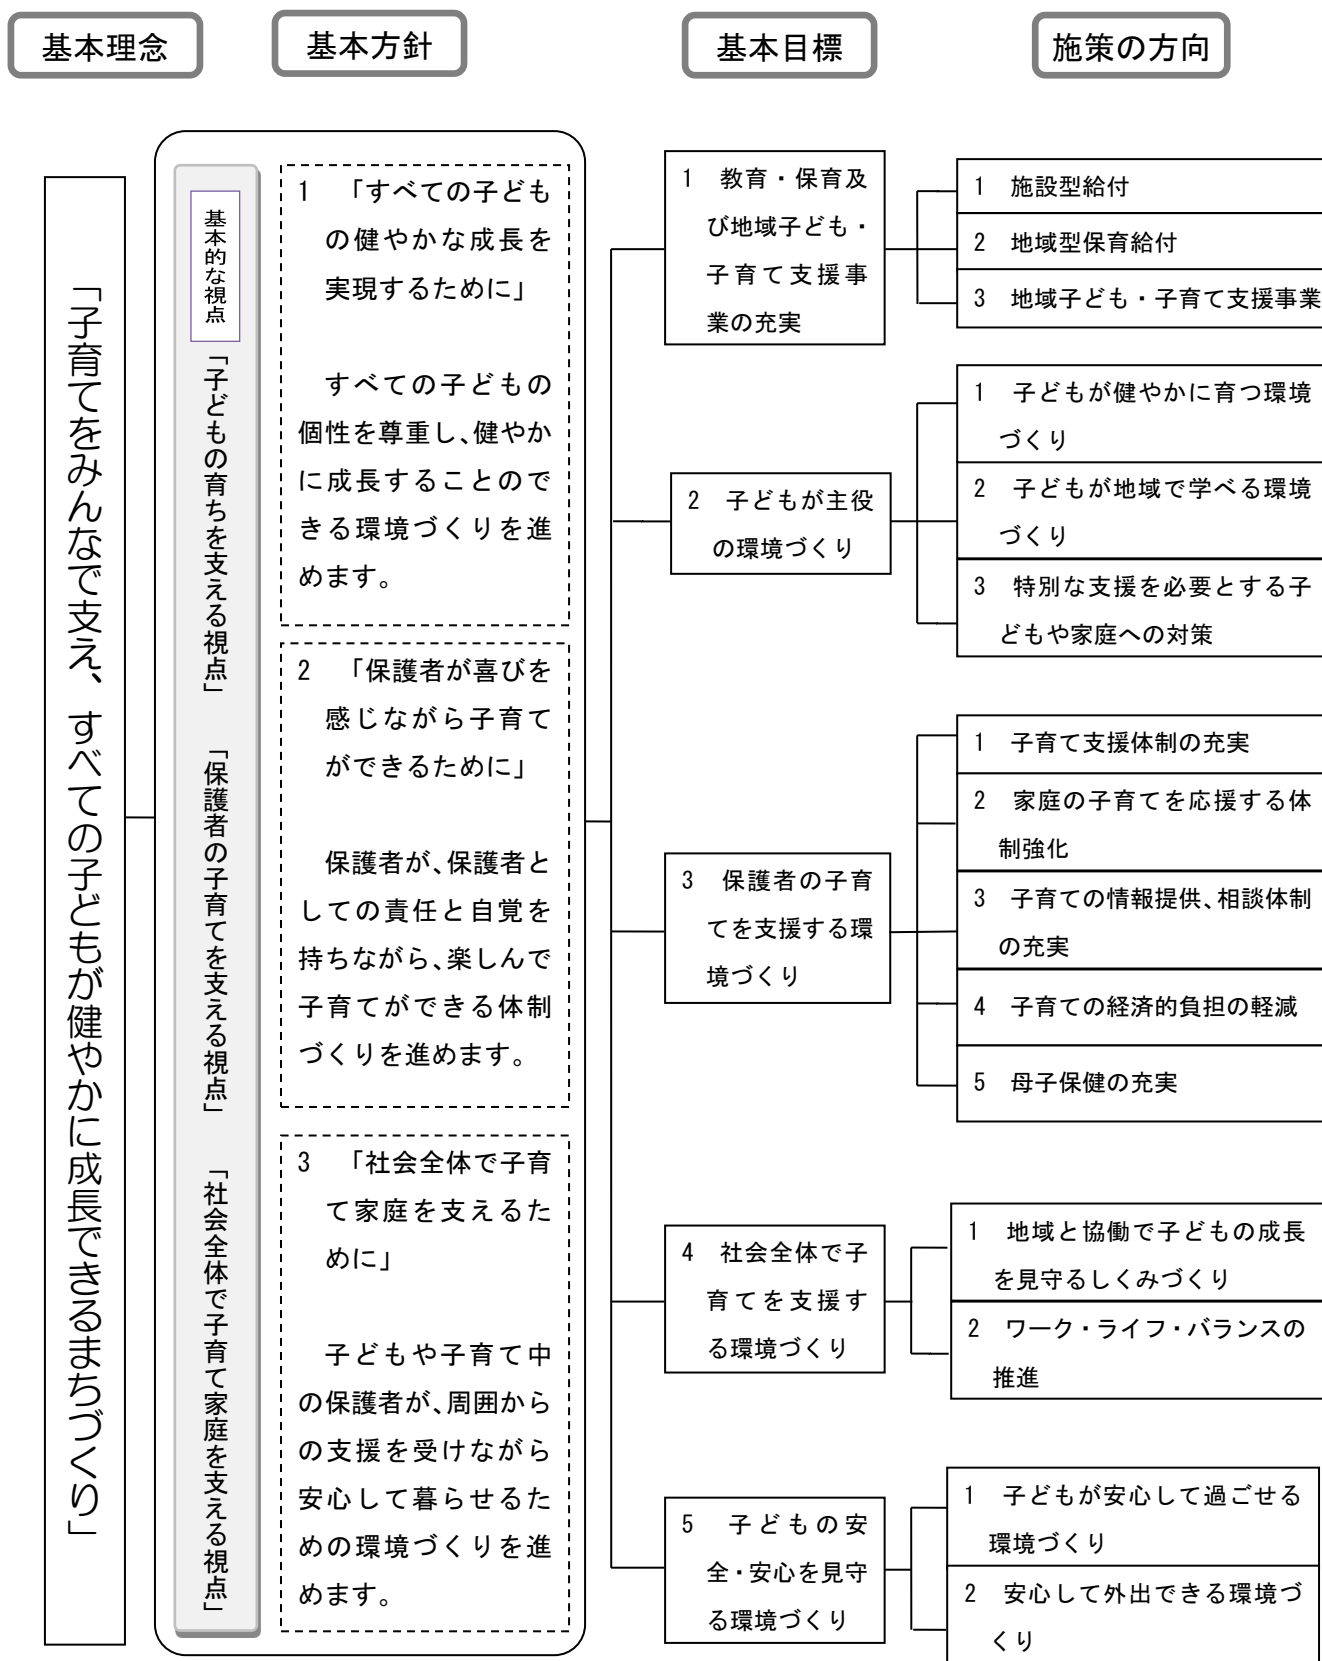 基本理念
基本方針
基本目標
施策の方向
「子育てをみんなで支え、すべての子どもが健やかに成長できるまちづくり」
基本的な視点
「子どもの育ちを支える視点」
「保護者の子育てを支える視点」
「社会全体で子育て家庭を支える視点」
1 「すべての子ども
の健やかな成長を
実現するために」
すべての子どもの
個性を尊重し、健やか
に成長することので
きる環境づくりを進
めます。
2 「保護者が喜びを
感じながら子育て
ができるために」
保護者が、保護者と
しての責任と自覚を
持ちながら、楽しんで
子育てができる体制
づくりを進めます。
3 「社会全体で子育
て家庭を支えるた
めに」
子どもや子育て中
の保護者が、周囲から
の支援を受けながら
安心して暮らせるた
めの環境づくりを進
めます。
1 教育・保育及
び地域子ども・
子育て支援事
業の充実
1 施設型給付
2 地域型保育給付
3 地域子ども・子育て支援事業
2 子どもが主役
の環境づくり
1 子どもが健やかに育つ環境
づくり
2 子どもが地域で学べる環境
づくり
3 特別な支援を必要とする子
どもや家庭への対策
3 保護者の子育
てを支援する環
境づくり
1 子育て支援体制の充実
2 家庭の子育てを応援する体
制強化
3 子育ての情報提供、相談体制
の充実
4 子育ての経済的負担の軽減
5 母子保健の充実
4 社会全体で子
育てを支援す
る環境づくり
1 地域と協働で子どもの成長
を見守るしくみづくり
2 ワーク・ライフ・バランスの
推進
5 子どもの安
全・安心を見守
る環境づくり
1 子どもが安心して過ごせる
環境づくり
2 安心して外出できる環境づ
くり